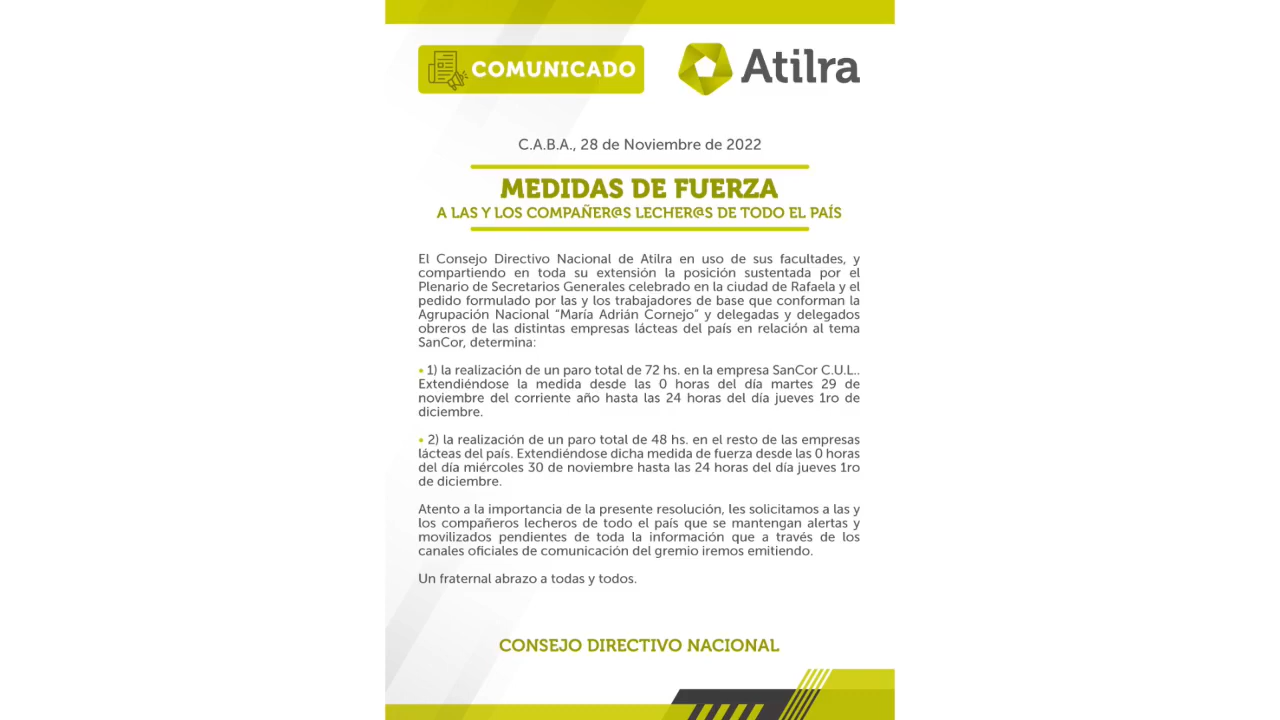 COMUNICADO
Atilra
C.A.B.A., 28 de Noviembre de 2022
MEDIDAS DE FUERZA
A LAS Y LOS COMPAÑER@S LECHER@S DE TODO EL PAÍS
El Consejo Directivo Nacional de Atilra en uso de sus facultades, y
compartiendo en toda su extensión la posición sustentada por el
Plenario de Secretarios Generales celebrado en la ciudad de Rafaela y el
pedido formulado por las y los trabajadores de base que conforman la
Agrupación Nacional “María Adrián Cornejo” y delegadas y delegados
obreros de las distintas empresas lácteas del país en relación al tema
SanCor, determina:
• 1) la realización de un paro total de 72 hs. en la empresa SanCor C.U.L..
Extendiéndose la medida desde las 0 horas del día martes 29 de
noviembre del corriente año hasta las 24 horas del día jueves 1ro de
diciembre.
• 2) la realización de un paro total de 48 hs. en el resto de las empresas
lácteas del país. Extendiéndose dicha medida de fuerza desde las 0 horas
del día miércoles 30 de noviembre hasta las 24 horas del día jueves 1ro
de diciembre.
Atento a la importancia de la presente resolución, les solicitamos a las y
los compañeros lecheros de todo el país que se mantengan alertas y
movilizados pendientes de toda la información que a través de los
canales oficiales de comunicación del gremio iremos emitiendo.
Un fraternal abrazo a todas y todos.
CONSEJO DIRECTIVO NACIONAL